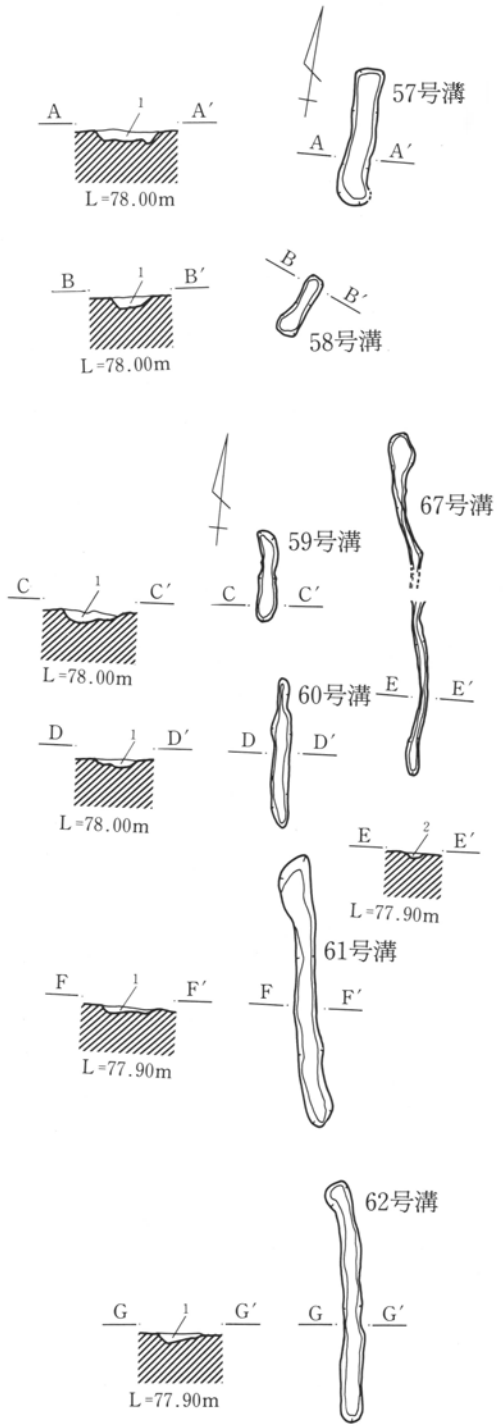 A 1 A′
L=78.00m
57号溝
A A′
B 1 B′
L=78.00m
B B′
58号溝
67号溝
59号溝
C 1 C′
L=78.00m
C C′
60号溝
E E′
D 1 D′
L=78.00m
D D′
E 2 E′
L=77.90m
61号溝
F 1 F′
L=77.90m
F F′
62号溝
G 1 G′
L=77.90m
G G′